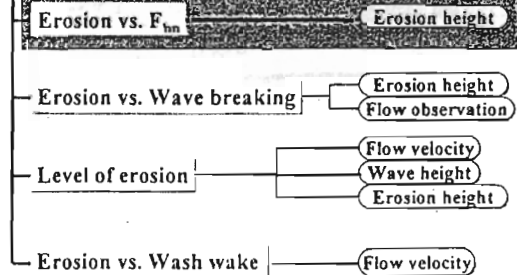 Erosion vs. Fhn
Erosion height
Erosion vs. Wave breaking
Erosion height
Flow observation
Level of erosion
Flow velocity
Wave height
Erosion height
Erosion vs. Wash wake
Flow velocity